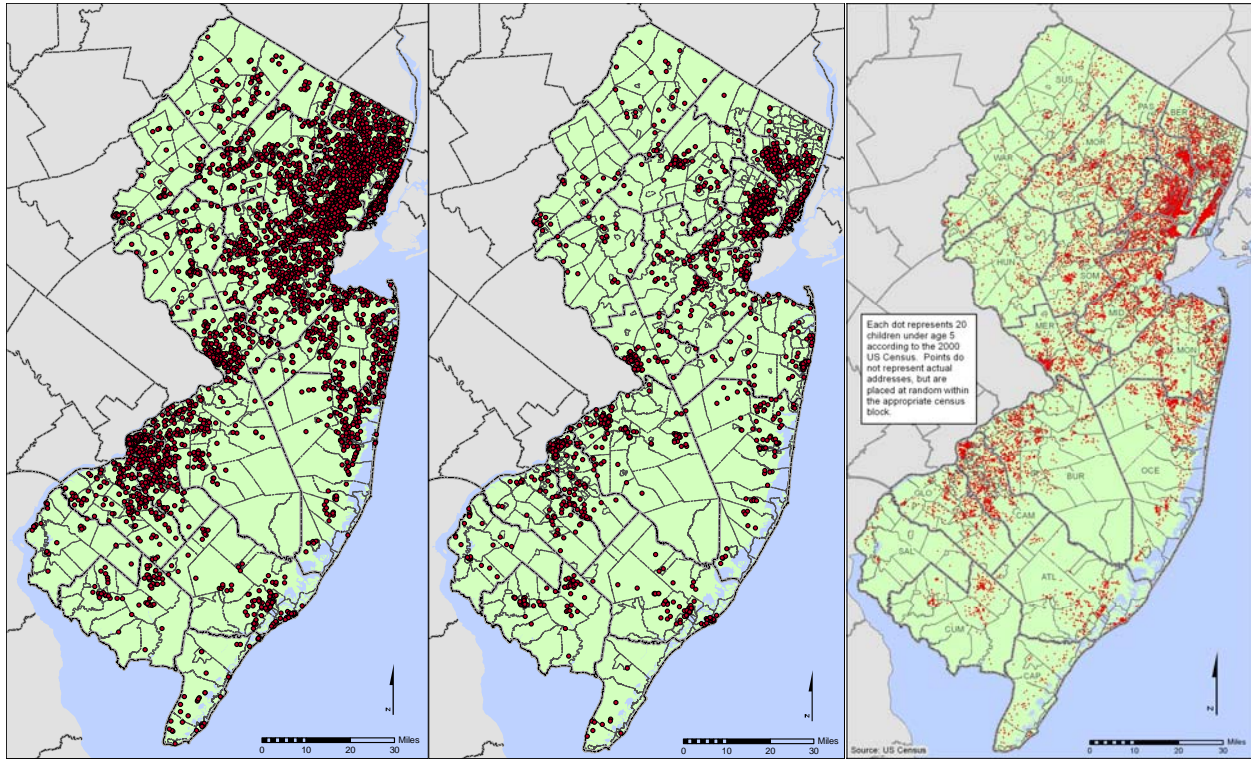 N
Miles
0 10 20 30
N
Miles
0 10 20 30
SUS
PAS
BER
WAR
MOR
HUN
SOM
MID
MER
MON
Each dot represents 20
children under age 5
according to the 2000
US Census. Points do
not represent actual
addresses, but are
placed at random within
the appropriate census
block.
OCE
BUR
GLO
CAM
SAL
ATL
CUM
CAP
N
Source: US Census
Miles
0 10 20 30